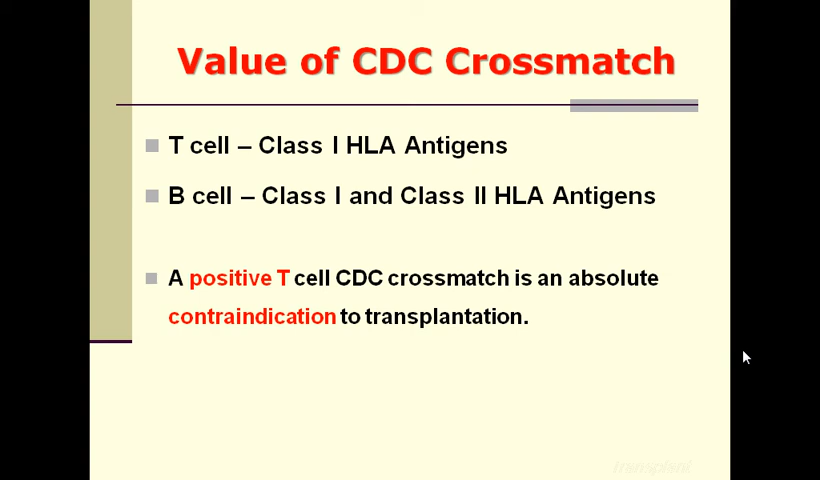 Value of CDC Crossmatch
T cell – Class I HLA Antigens
B cell – Class I and Class II HLA Antigens
A positive T cell CDC crossmatch is an absolute
contraindication to transplantation.
transplant